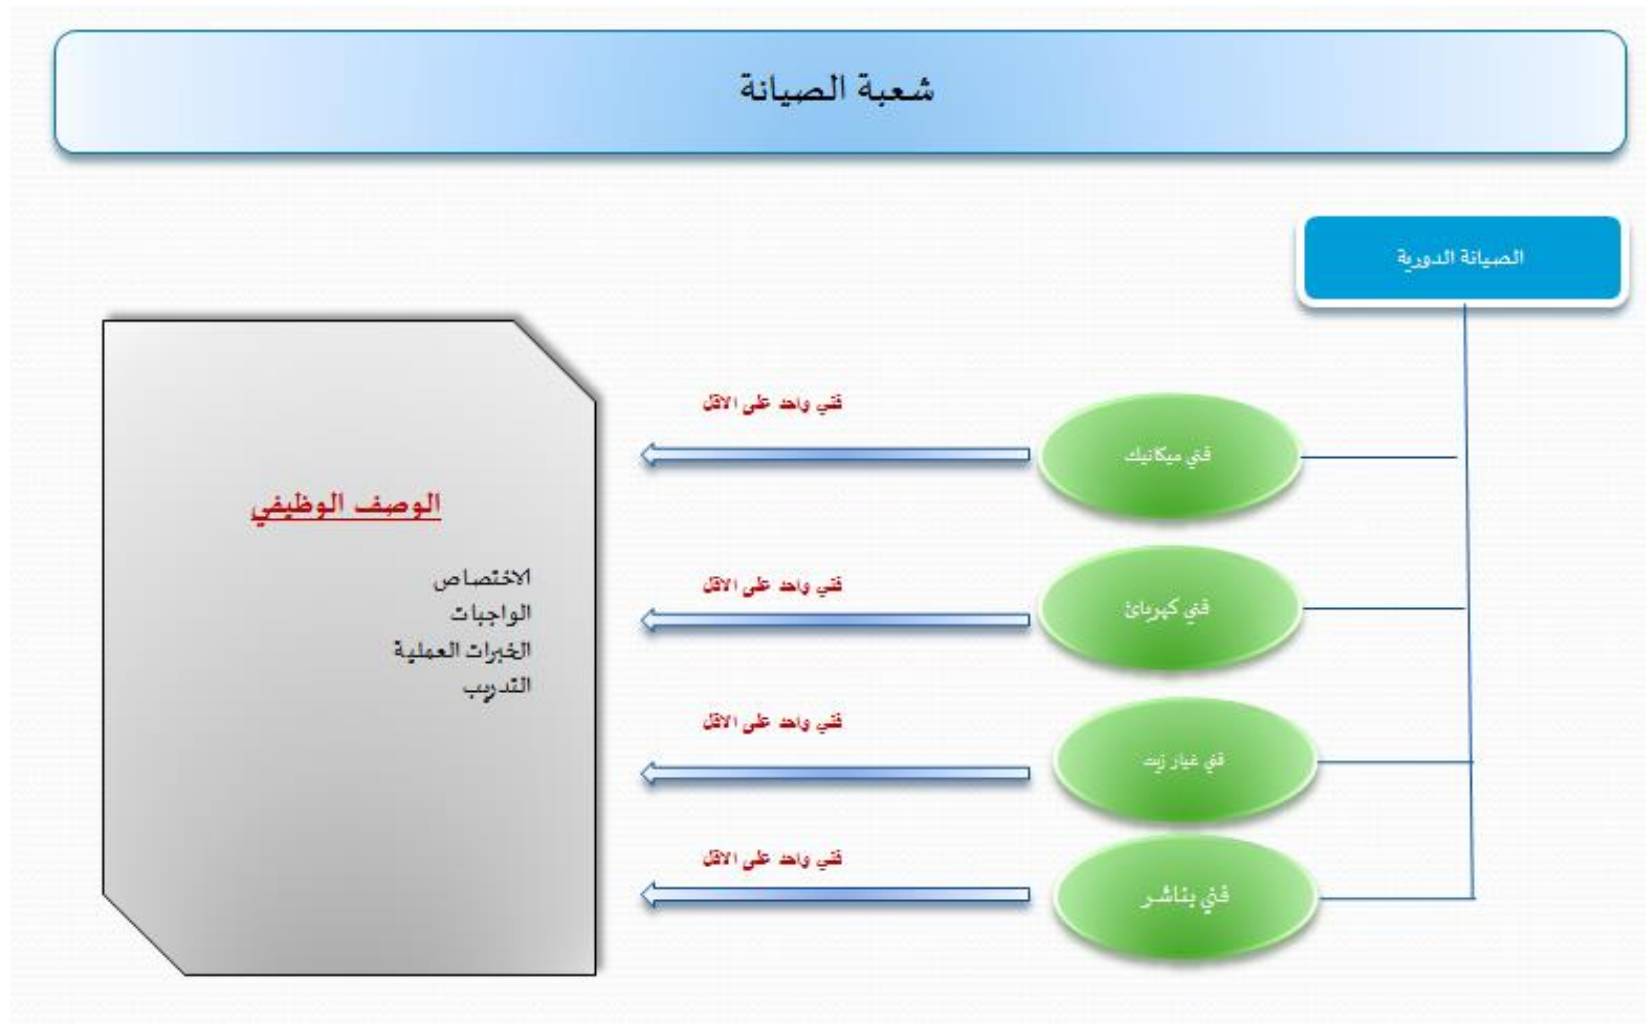 شعبة الصيانة
الصيانة الدورية
فني ميكانيك
فني واحد على الاقل
فني كهربائ
فني واحد على الاقل
فني غيار زيت
فني واحد على الاقل
فني بناشر
فني واحد على الاقل
الوصف الوظيفي
الاختصاص
الواجبات
الخبرات العملية
التدريب